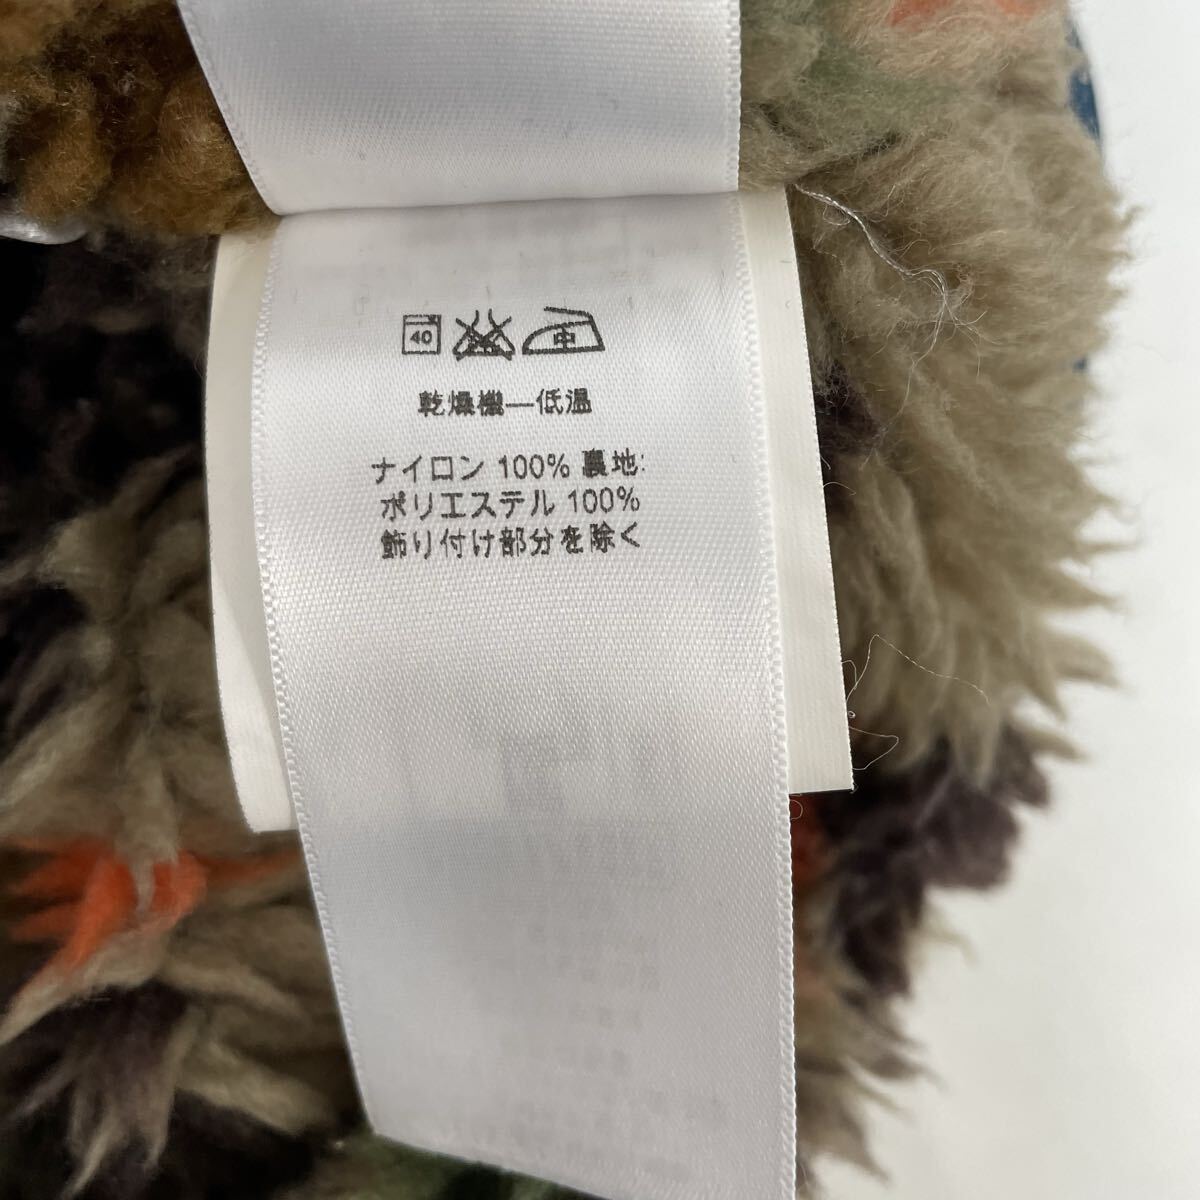 40 中
乾燥機—低温
ナイロン 100% 裏地:
ポリエステル 100%
飾り付け部分を除く